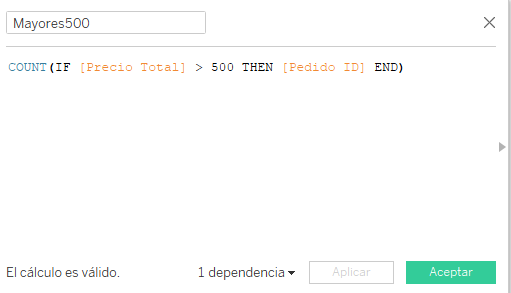 Mayores500
COUNT(IF [Precio Total] > 500 THEN [Pedido ID] END)
El cálculo es válido. 1 dependencia Aplicar Aceptar